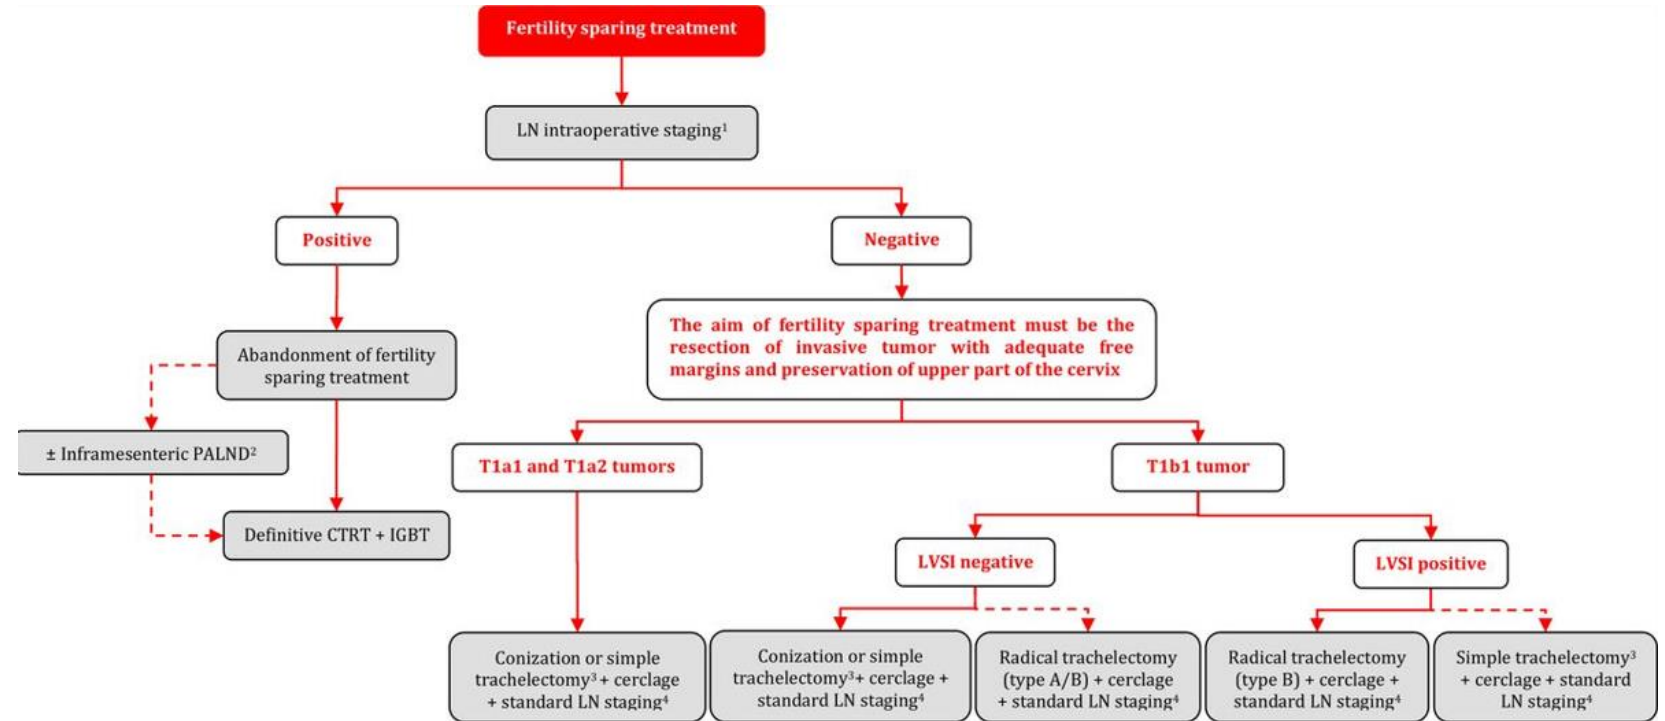 Fertility sparing treatment
LN intraoperative staging¹
Positive
Negative
The aim of fertility sparing treatment must be the
resection of invasive tumor with adequate free
margins and preservation of upper part of the cervix
Abandonment of fertility
sparing treatment
± Inframesenteric PALND²
Definitive CTRT + IGBT
T1a1 and T1a2 tumors
T1b1 tumor
LVSI negative
LVSI positive
Conization or simple
trachelectomy³ + cerclage
+ standard LN staging⁴
Conization or simple
trachelectomy³+ cerclage +
standard LN staging⁴
Radical trachelectomy
(type A/B) + cerclage
+ standard LN staging⁴
Radical trachelectomy
(type B) + cerclage +
standard LN staging⁴
Simple trachelectomy³
+ cerclage + standard
LN staging⁴